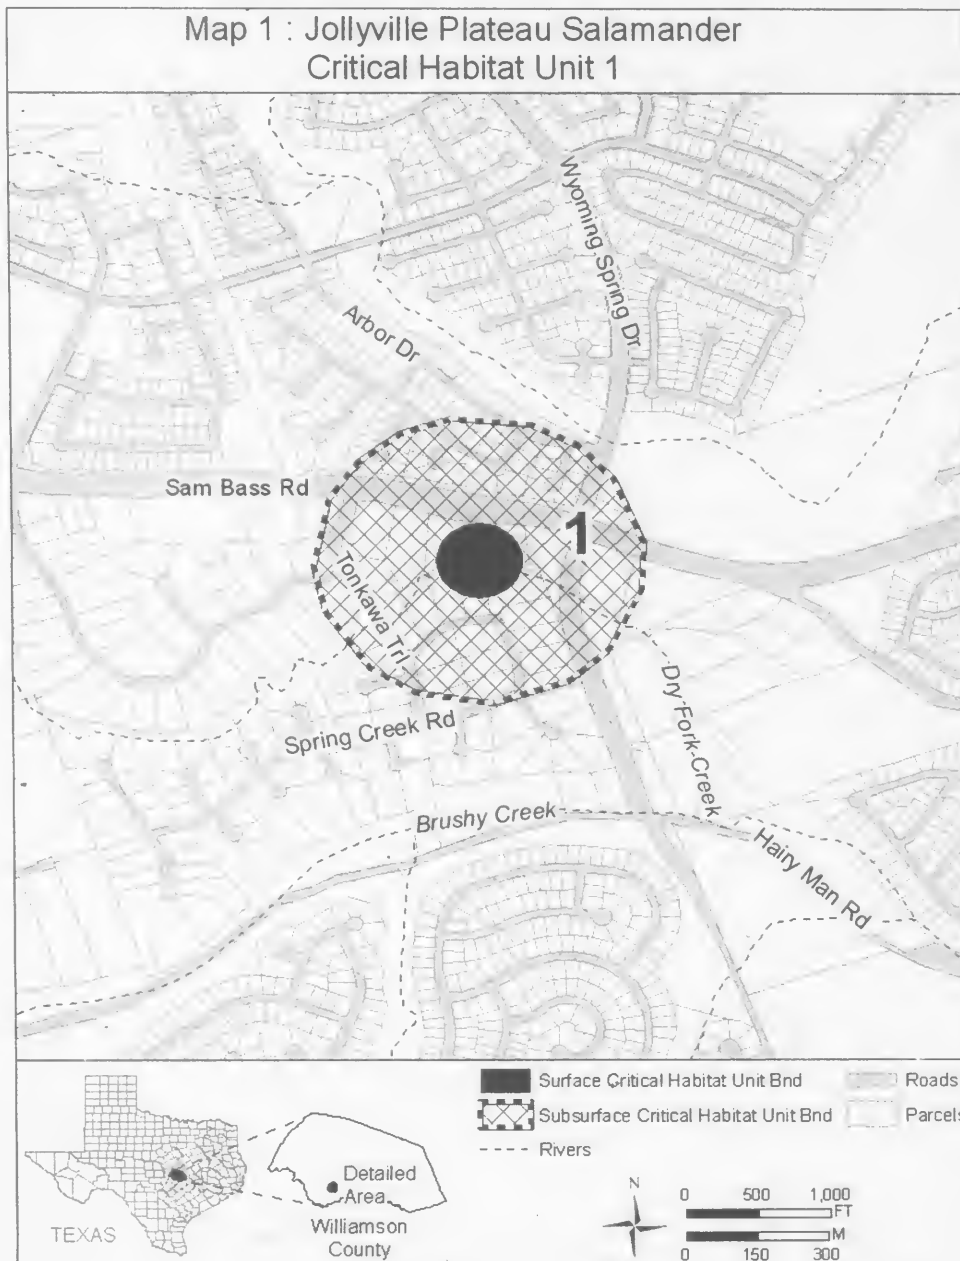 Map 1 : Jollyville Plateau Salamander
Critical Habitat Unit 1
Wyoming Spring Dr
Arbor Dr
Sam Bass Rd
1
Tonkawa Trl
Spring Creek Rd
Dry Fork Creek
Brushy Creek
Hairy Man Rd
Surface Critical Habitat Unit Bnd
Roads
Subsurface Critical Habitat Unit Bnd
Parcels
Rivers
TEXAS
Detailed
Area
Williamson
County
N
0 500 1,000
FT
M
0 150 300